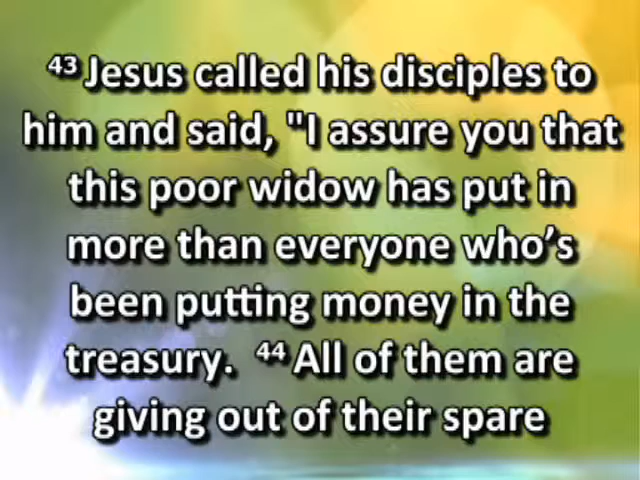 ⁴³ Jesus called his disciples to
him and said, "I assure you that
this poor widow has put in
more than everyone who’s
been putting money in the
treasury. ⁴⁴ All of them are
giving out of their spare